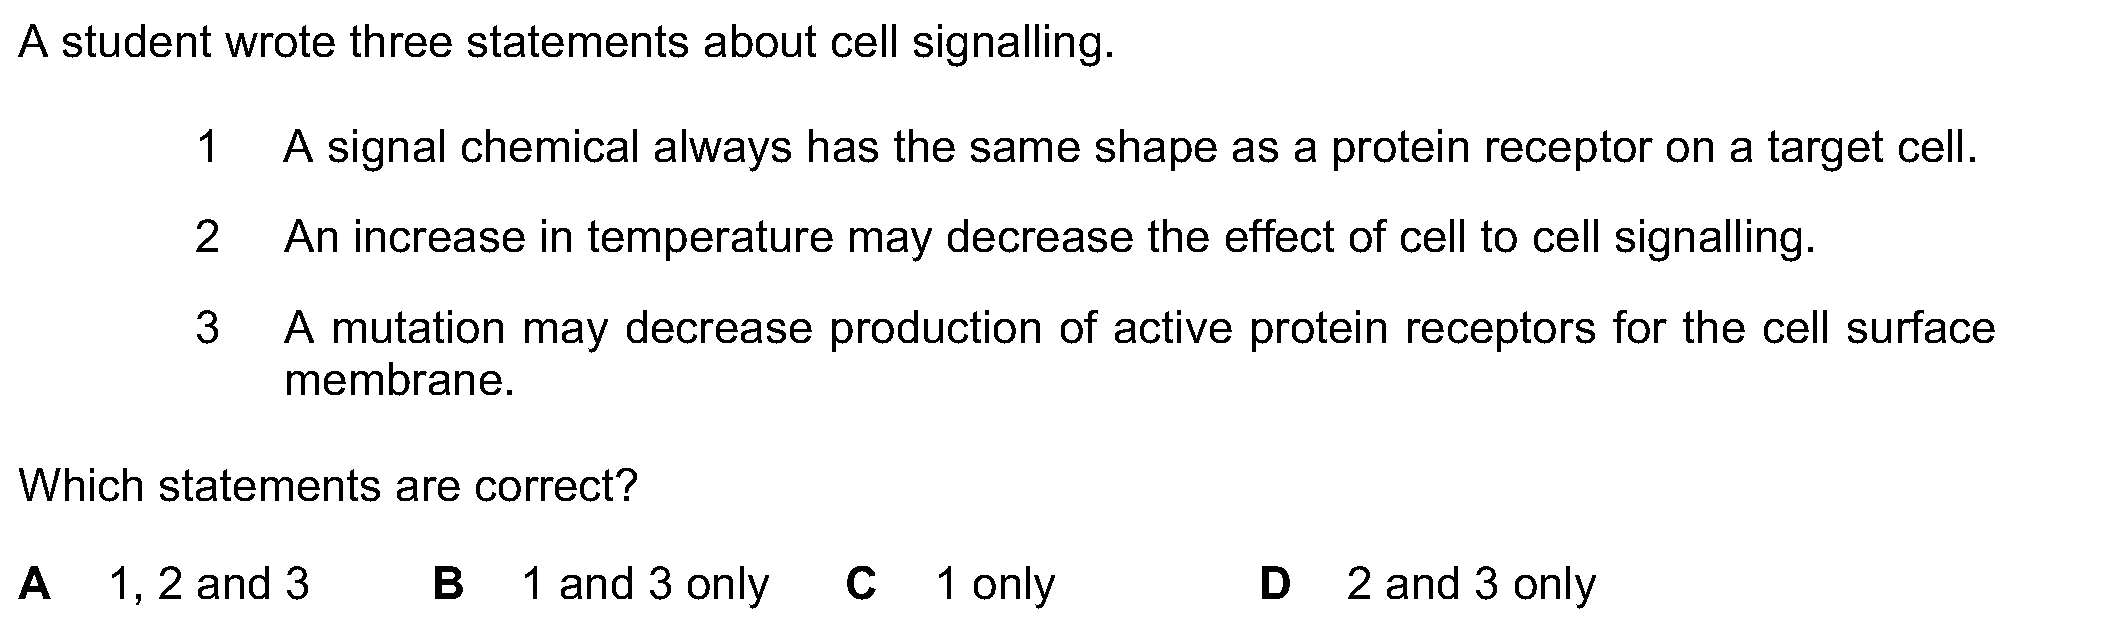 A student wrote three statements about cell signalling.
1 A signal chemical always has the same shape as a protein receptor on a target cell.
2 An increase in temperature may decrease the effect of cell to cell signalling.
3 A mutation may decrease production of active protein receptors for the cell surface
membrane.
Which statements are correct?
A 1, 2 and 3 B 1 and 3 only C 1 only D 2 and 3 only